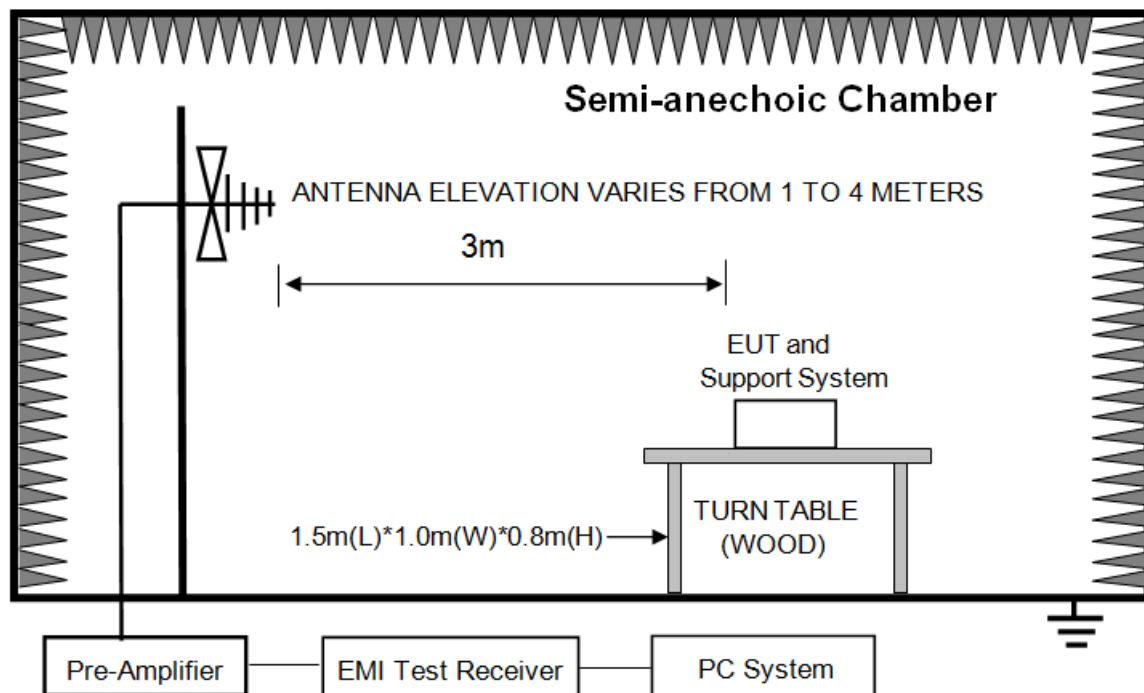 Semi-anechoic Chamber
ANTENNA ELEVATION VARIES FROM 1 TO 4 METERS
3m
EUT and
Support System
1.5m(L)*1.0m(W)*0.8m(H)
TURN TABLE
(WOOD)
Pre-Amplifier
EMI Test Receiver
PC System